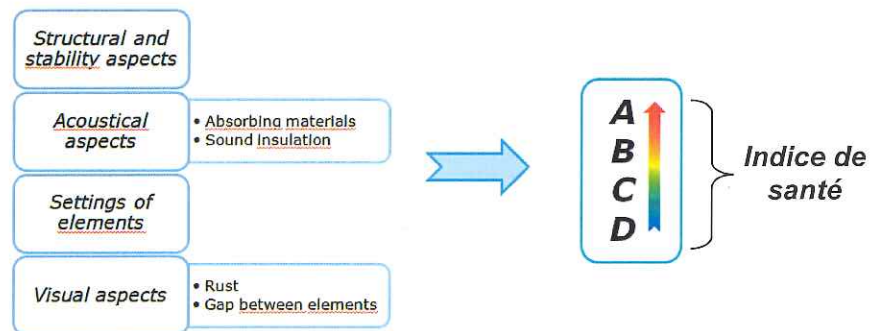 Structural and
stability aspects
Acoustical
aspects
• Absorbing materials
• Sound Insulation
Settings of
elements
Visual aspects
• Rust
• Gap between elements
A
B
C
D
Indice de
santé